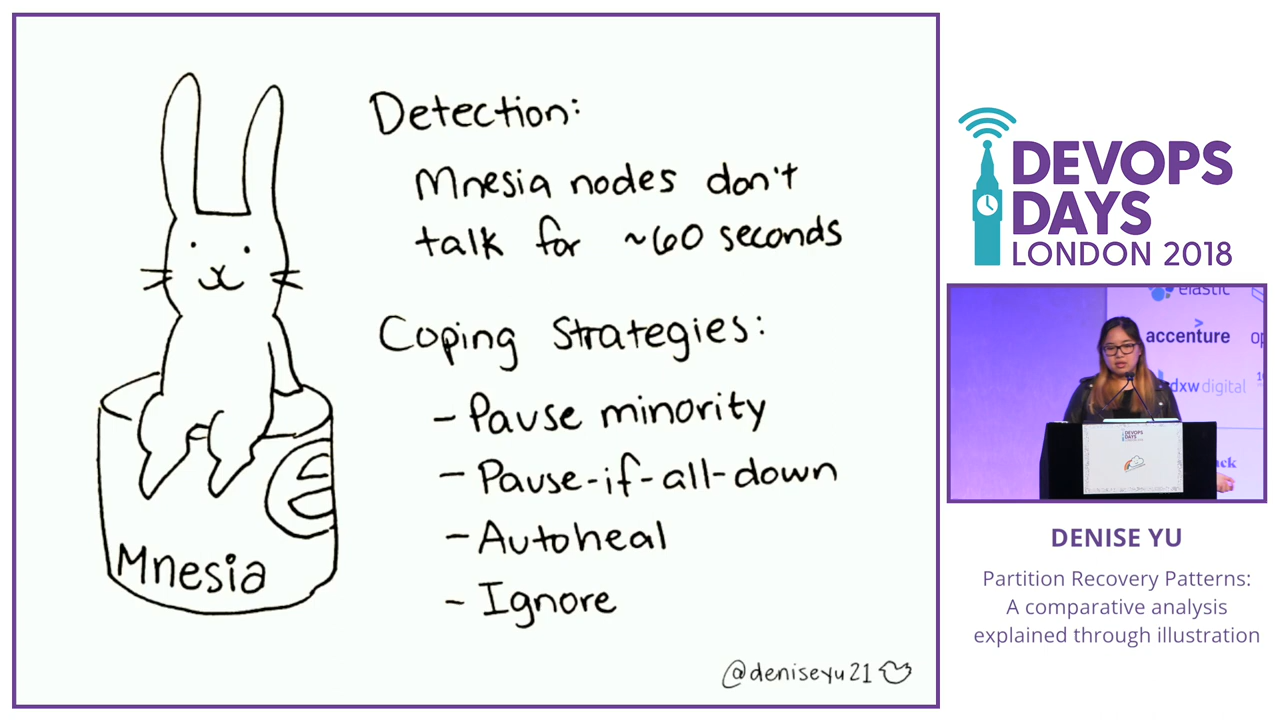 Detection:
Mnesia nodes don't
talk for ~60 seconds
Coping Strategies:
- Pause minority
- Pause-if-all-down
- Autoheal
- Ignore
Mnesia
@deniseyu21
DEVOPS
DAYS
LONDON 2018
elastic
accenture
dxw digital
DEVOPS
DAYS
DENISE YU
Partition Recovery Patterns:
A comparative analysis
explained through illustration